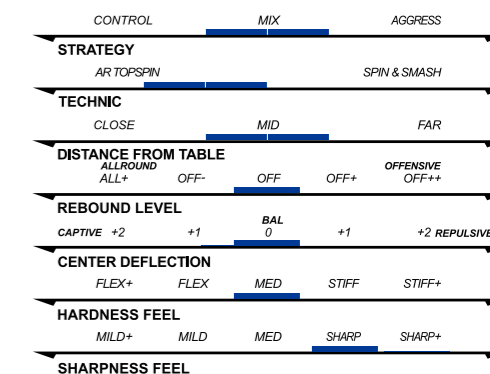 CONTROL MIX AGGRESS
STRATEGY
AR TOPSPIN SPIN & SMASH
TECHNIC
CLOSE MID FAR
DISTANCE FROM TABLE
ALLROUND OFFENSIVE
ALL+ OFF- OFF OFF+ OFF++
REBOUND LEVEL
BAL
CAPTIVE +2 +1 0 +1 +2 REPULSIVE
CENTER DEFLECTION
FLEX+ FLEX MED STIFF STIFF+
HARDNESS FEEL
MILD+ MILD MED SHARP SHARP+
SHARPNESS FEEL